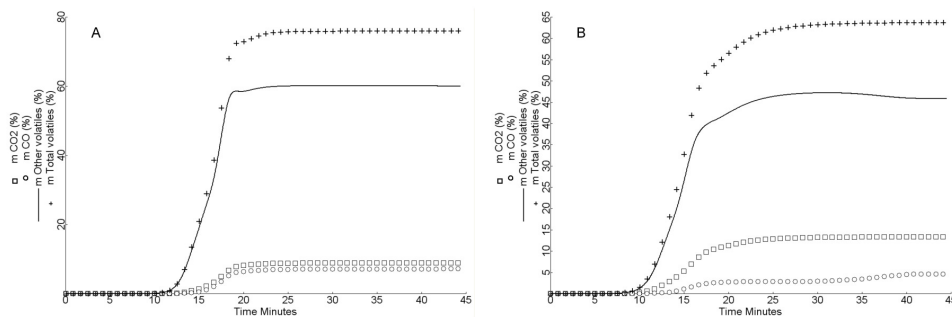 A
80
60
40
20
m CO2 (%)
m CO (%)
m Other volatiles (%)
m Total volatiles (%)
0 5 10 15 20 25 30 35 40 45
Time Minutes
B
65
60
55
50
45
40
35
30
25
20
15
10
5
m CO2 (%)
m CO (%)
m Other volatiles (%)
m Total volatiles (%)
0 5 10 15 20 25 30 35 40 45
Time Minutes